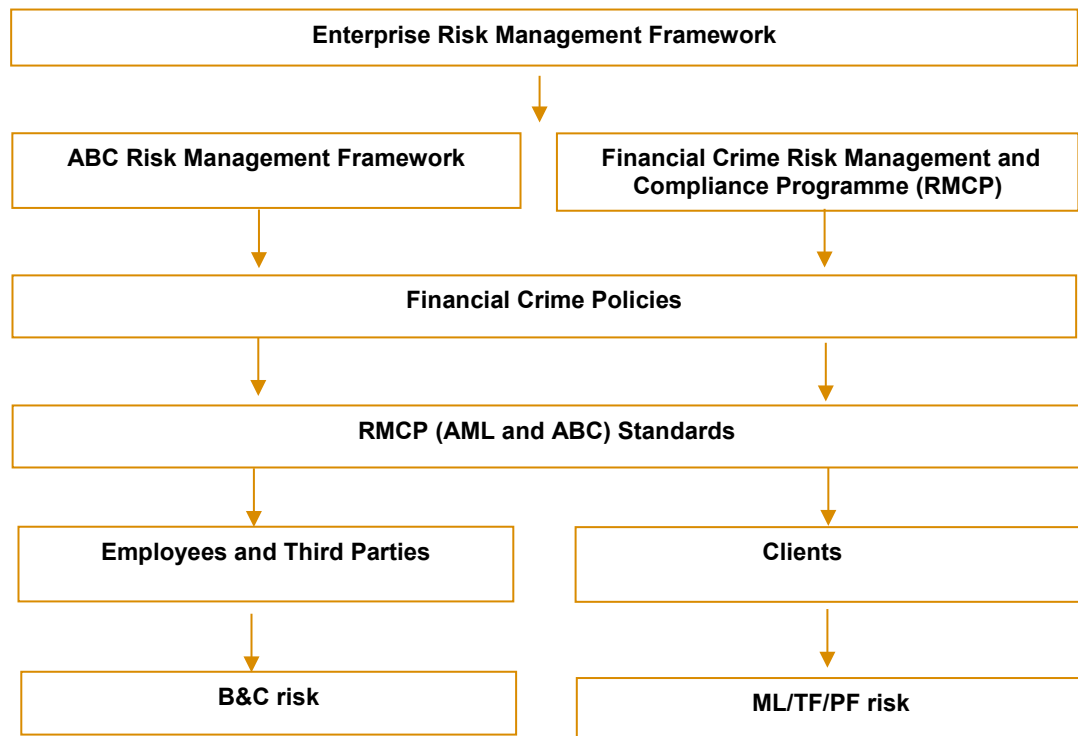 Enterprise Risk Management Framework
ABC Risk Management Framework
Financial Crime Risk Management and
Compliance Programme (RMCP)
Financial Crime Policies
RMCP (AML and ABC) Standards
Employees and Third Parties
Clients
B&C risk
ML/TF/PF risk